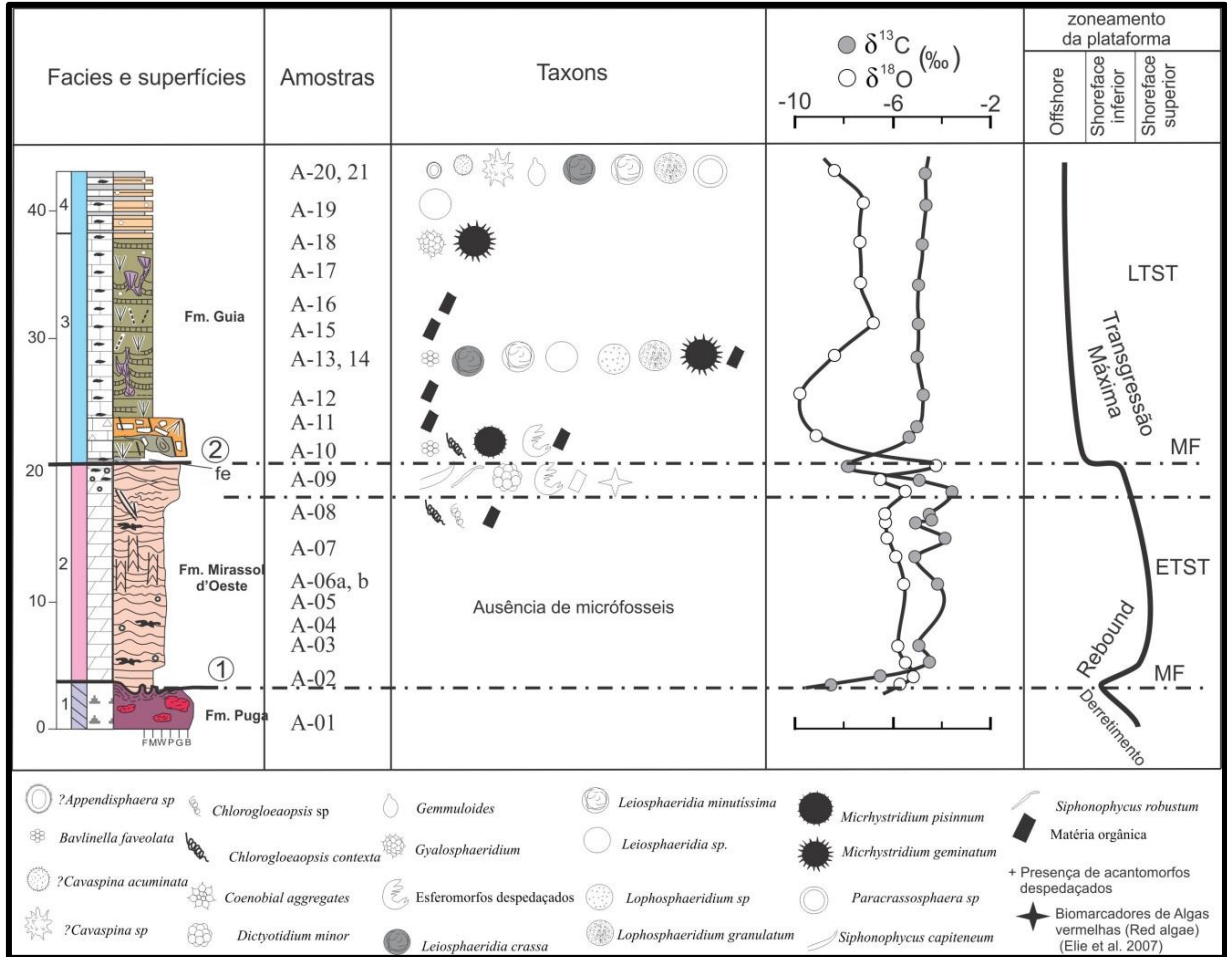 Facies e superfícies
Amostras
Taxons
δ¹³C
δ¹⁸O
(‰)
-10
-6
-2
zoneamento
da plataforma
Offshore
Shoreface
inferior
Shoreface
superior
40
30
20
10
0
4
3
2
1
Fm. Guia
Fm. Mirassol
d'Oeste
Fm. Puga
2
fe
1
F M W P G B
A-20, 21
A-19
A-18
A-17
A-16
A-15
A-13, 14
A-12
A-11
A-10
A-09
A-08
A-07
A-06a, b
A-05
A-04
A-03
A-02
A-01
Ausência de micrófosseis
LTST
Transgressão
Máxima
MF
ETST
Rebound
MF
Derretimento
?Appendisphaera sp
Bavlinella faveolata
?Cavaspina acuminata
?Cavaspina sp
Chlorogloeaopsis sp
Chlorogloeaopsis contexta
Coenobial aggregates
Dictyotidium minor
Gemmuloides
Gyalosphaeridium
Esferomorfos despedaçados
Leiosphaeridia crassa
Leiosphaeridia minutíssima
Leiosphaeridia sp.
Lophosphaeridium sp
Lophosphaeridium granulatum
Micrhystridium pisinnum
Micrhystridium geminatum
Paracrassosphaera sp
Siphonophycus capiteneum
Siphonophycus robustum
Matéria orgânica
+ Presença de acantomorfos
despedaçados
Biomarcadores de Algas
vermelhas (Red algae)
(Elie et al. 2007)